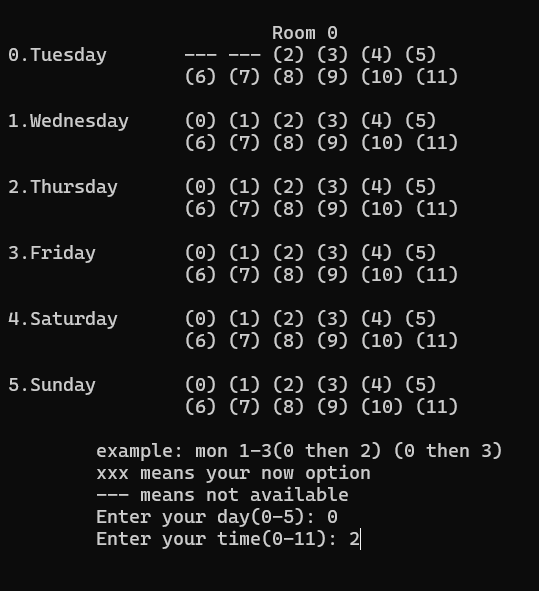 Room 0
0.Tuesday --- --- (2) (3) (4) (5)
(6) (7) (8) (9) (10) (11)
1.Wednesday (0) (1) (2) (3) (4) (5)
(6) (7) (8) (9) (10) (11)
2.Thursday (0) (1) (2) (3) (4) (5)
(6) (7) (8) (9) (10) (11)
3.Friday (0) (1) (2) (3) (4) (5)
(6) (7) (8) (9) (10) (11)
4.Saturday (0) (1) (2) (3) (4) (5)
(6) (7) (8) (9) (10) (11)
5.Sunday (0) (1) (2) (3) (4) (5)
(6) (7) (8) (9) (10) (11)
example: mon 1-3(0 then 2) (0 then 3)
xxx means your now option
--- means not available
Enter your day(0-5): 0
Enter your time(0-11): 2